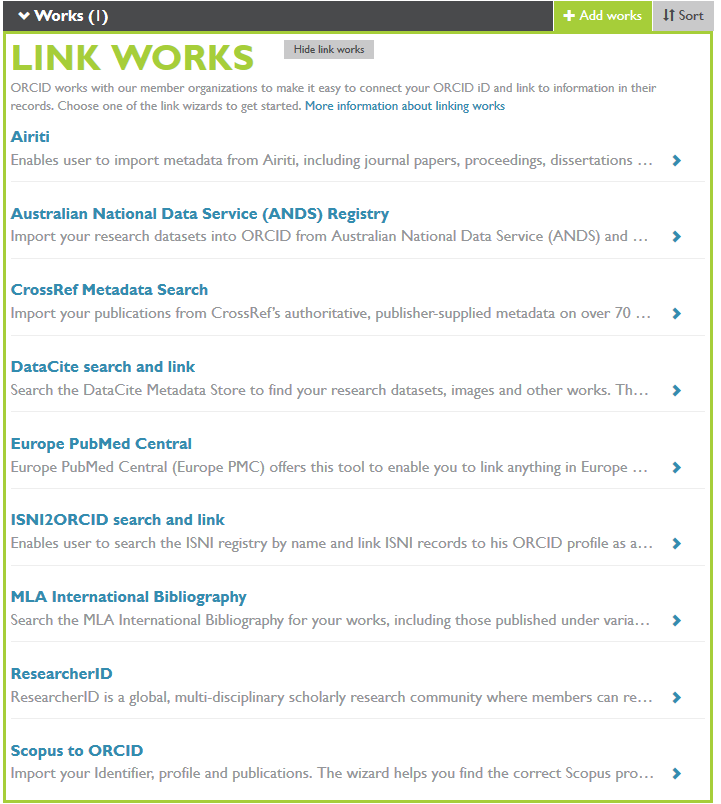 Works (1)
Add works
Sort
LINK WORKS
Hide link works
ORCID works with our member organizations to make it easy to connect your ORCID iD and link to information in their
records. Choose one of the link wizards to get started. More information about linking works
Airiti
Enables user to import metadata from Airiti, including journal papers, proceedings, dissertations ...
Australian National Data Service (ANDS) Registry
Import your research datasets into ORCID from Australian National Data Service (ANDS) and ...
CrossRef Metadata Search
Import your publications from CrossRef's authoritative, publisher-supplied metadata on over 70 ...
DataCite search and link
Search the DataCite Metadata Store to find your research datasets, images and other works. Th...
Europe PubMed Central
Europe PubMed Central (Europe PMC) offers this tool to enable you to link anything in Europe ...
ISNI2ORCID search and link
Enables user to search the ISNI registry by name and link ISNI records to his ORCID profile as a...
MLA International Bibliography
Search the MLA International Bibliography for your works, including those published under varia...
ResearcherID
ResearcherID is a global, multi-disciplinary scholarly research community where members can re...
Scopus to ORCID
Import your Identifier, profile and publications. The wizard helps you find the correct Scopus pro...